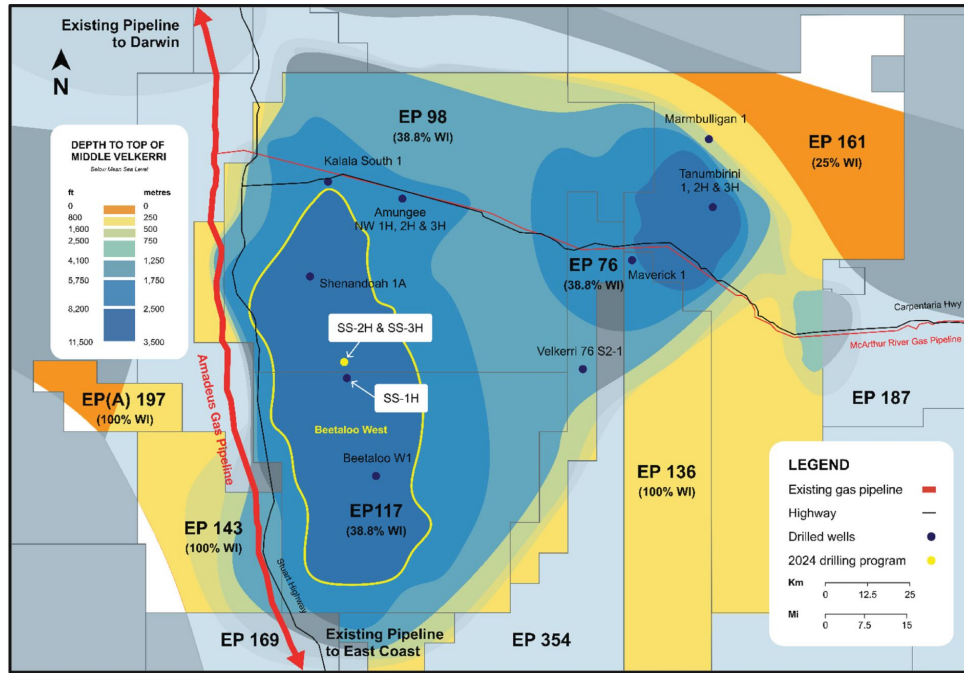 Existing Pipeline
to Darwin
N
DEPTH TO TOP OF
MIDDLE VELKERRI
Below Mean Sea Level
ft metres
0 0
800 250
1,600 500
2,500 750
4,100 1,250
5,750 1,750
8,200 2,500
11,500 3,500
EP 98
(38.8% WI)
Kalala South 1
Amungee
NW 1H, 2H & 3H
Marmbulligan 1
Tanumbirini
1, 2H & 3H
EP 161
(25% WI)
Shenandoah 1A
EP 76
(38.8% WI)
Maverick 1
SS-2H & SS-3H
SS-1H
Velkerri 76 S2-1
Carpentaria Hwy
McArthur River Gas Pipeline
EP 187
EP(A) 197
(100% WI)
Amadeus Gas Pipeline
Beetaloo West
Beetaloo W1
EP117
(38.8% WI)
EP 143
(100% WI)
EP 136
(100% WI)
Stuart Highway
EP 169
Existing Pipeline
to East Coast
EP 354
LEGEND
Existing gas pipeline
Highway
Drilled wells
2024 drilling program
Km
0 12.5 25
Mi
0 7.5 15